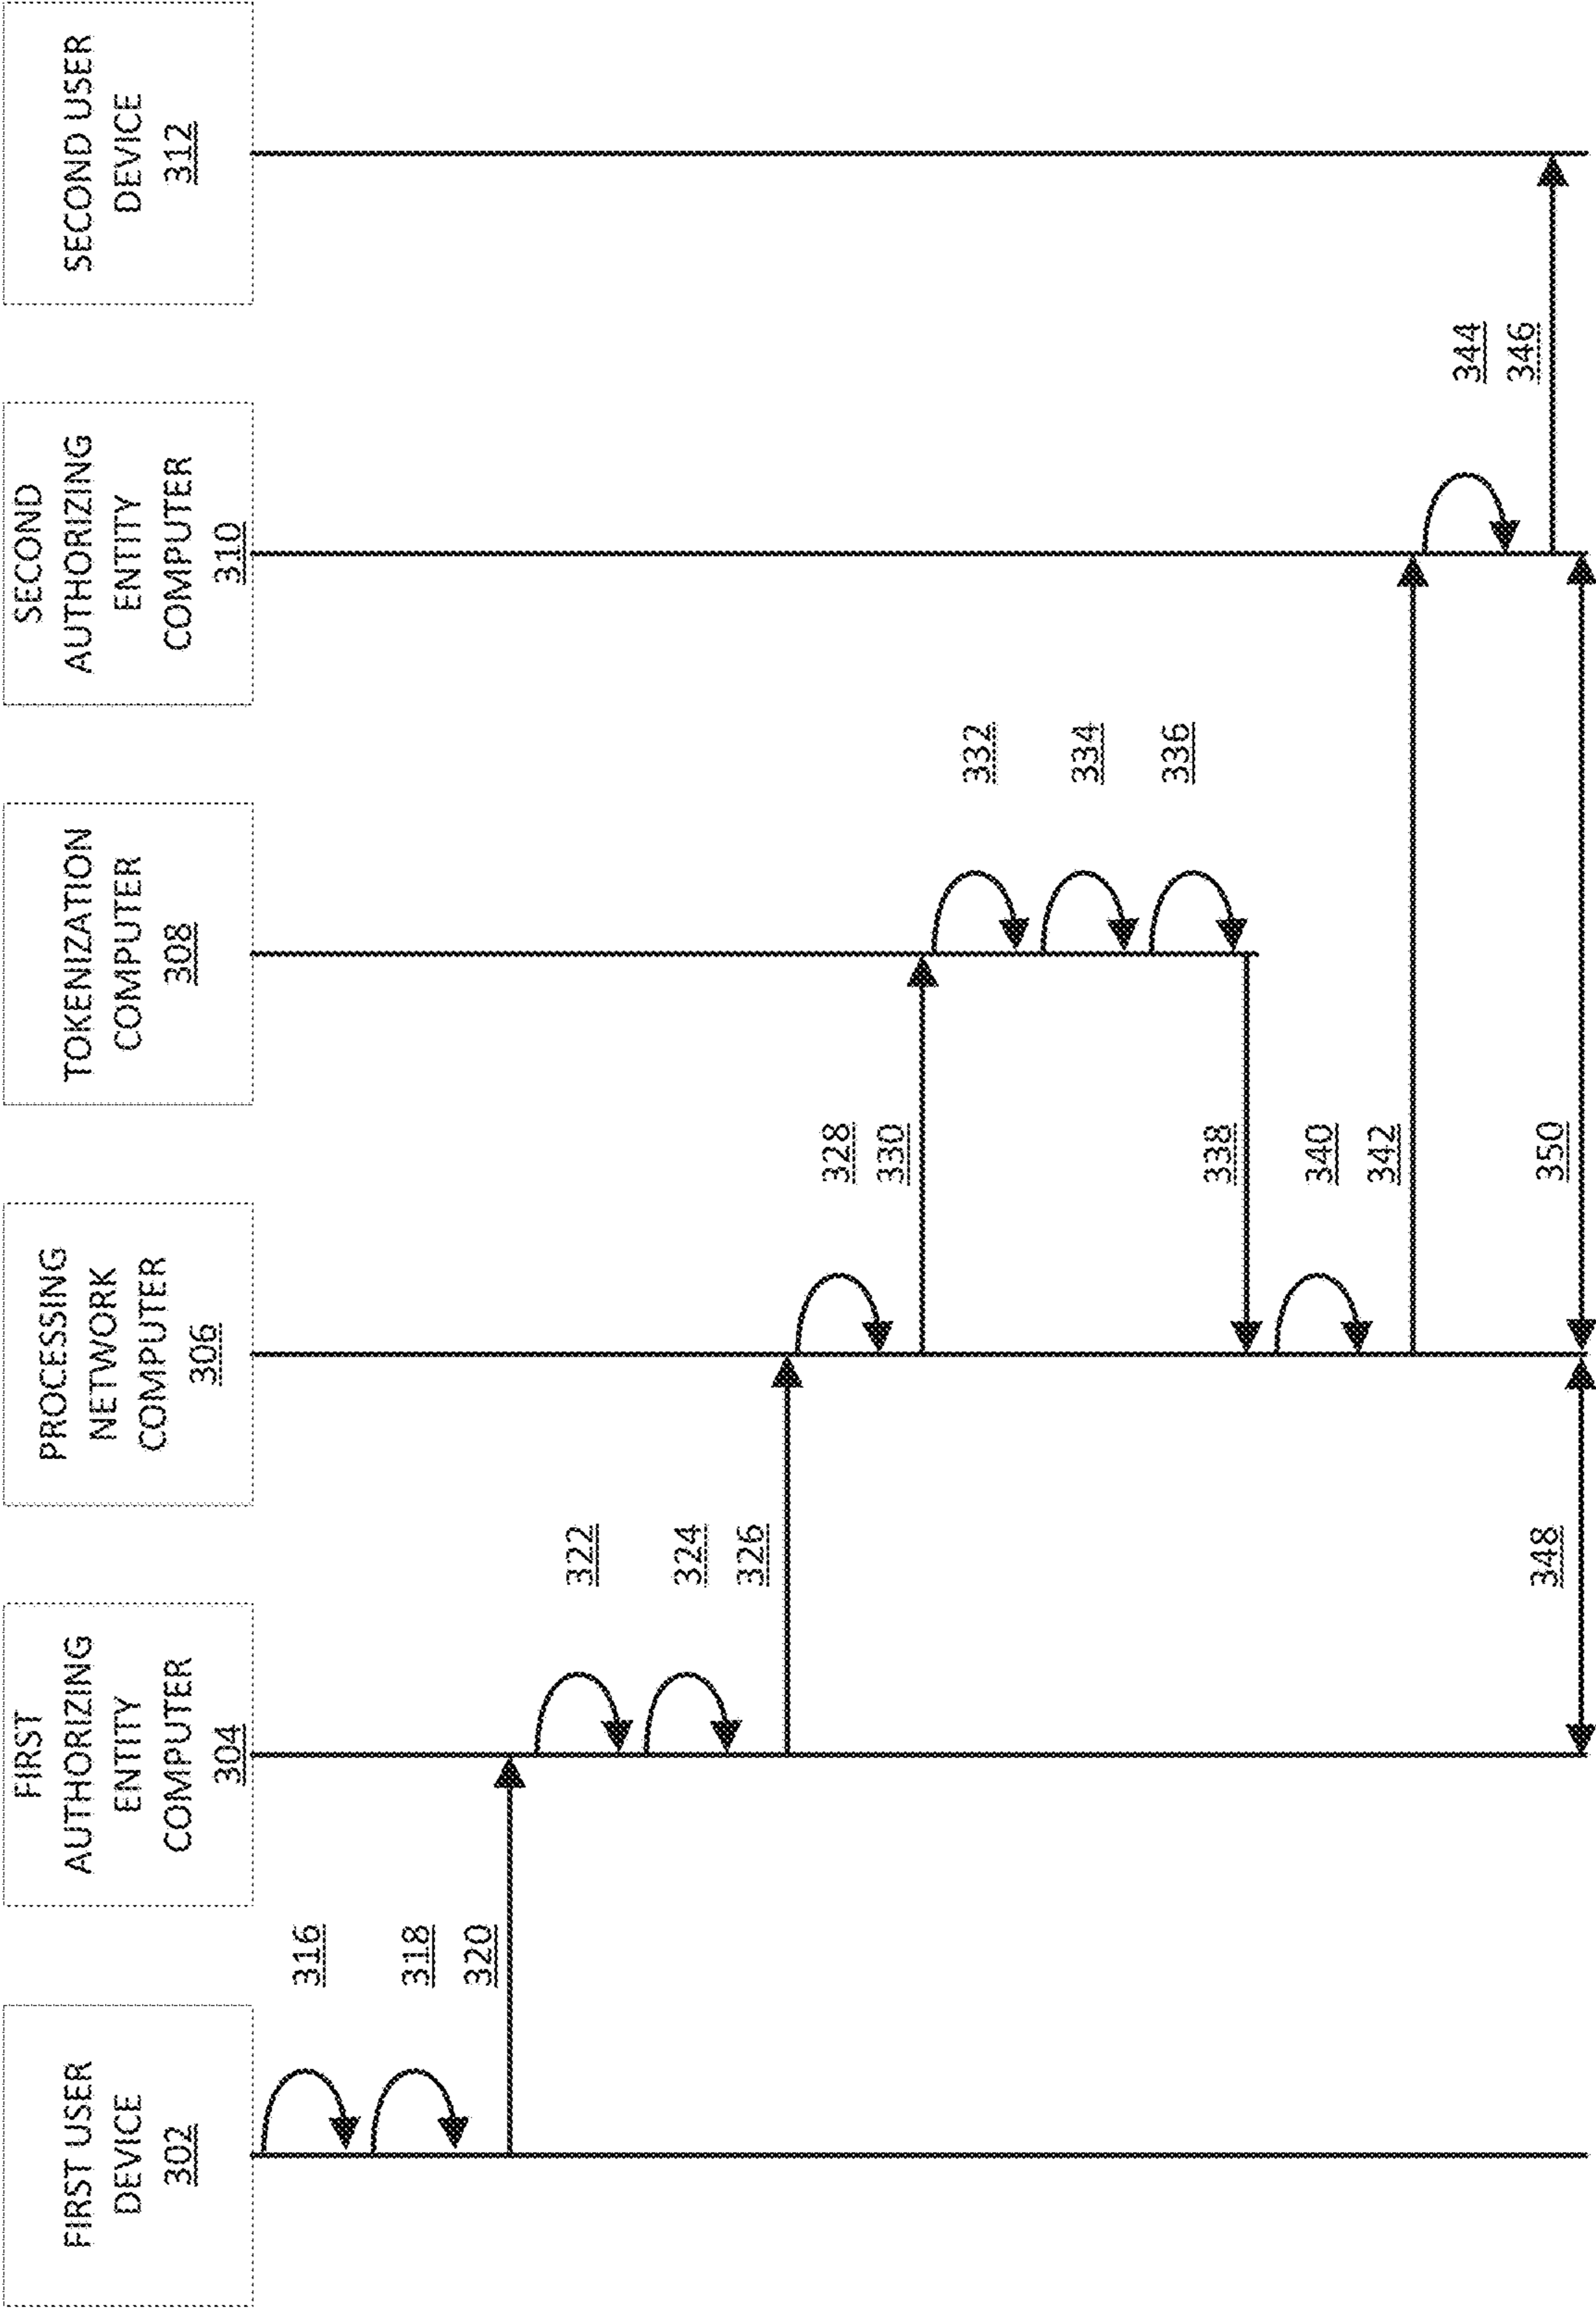 FIRST USER
DEVICE
302
FIRST
AUTHORIZING
ENTITY
COMPUTER
304
PROCESSING
NETWORK
COMPUTER
306
TOKENIZATION
COMPUTER
308
SECOND
AUTHORIZING
ENTITY
COMPUTER
310
SECOND USER
DEVICE
312
316
318
320
322
324
326
328
330
332
334
336
338
340
342
344
346
348
350